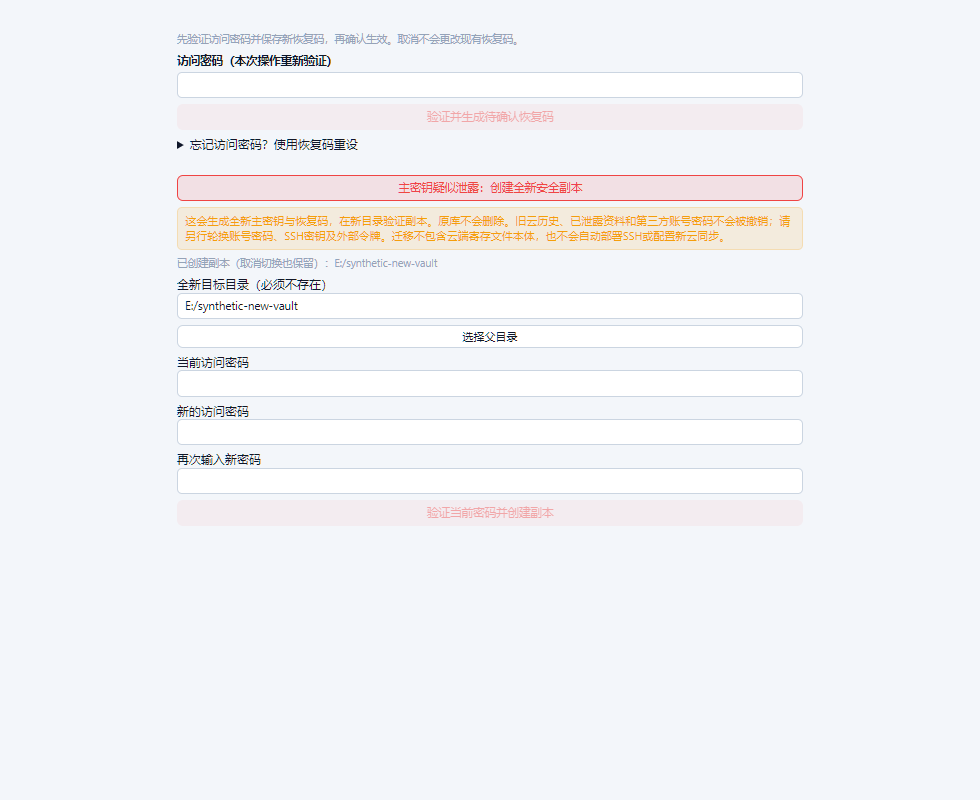 先验证访问密码并保存新恢复码，再确认生效。取消不会更改现有恢复码。
访问密码（本次操作重新验证）
验证并生成待确认恢复码
▶ 忘记访问密码？使用恢复码重设
主密钥疑似泄露：创建全新安全副本
这会生成全新主密钥与恢复码，在新目录验证副本。原库不会删除。旧云历史、已泄露资料和第三方账号密码不会被撤销；请
另行轮换账号密码、SSH密钥及外部令牌。迁移不包含云端寄存文件本体，也不会自动部署SSH或配置新云同步。
已创建副本（取消切换也保留）：E:/synthetic-new-vault
全新目标目录（必须不存在）
E:/synthetic-new-vault
选择父目录
当前访问密码
新的访问密码
再次输入新密码
验证当前密码并创建副本